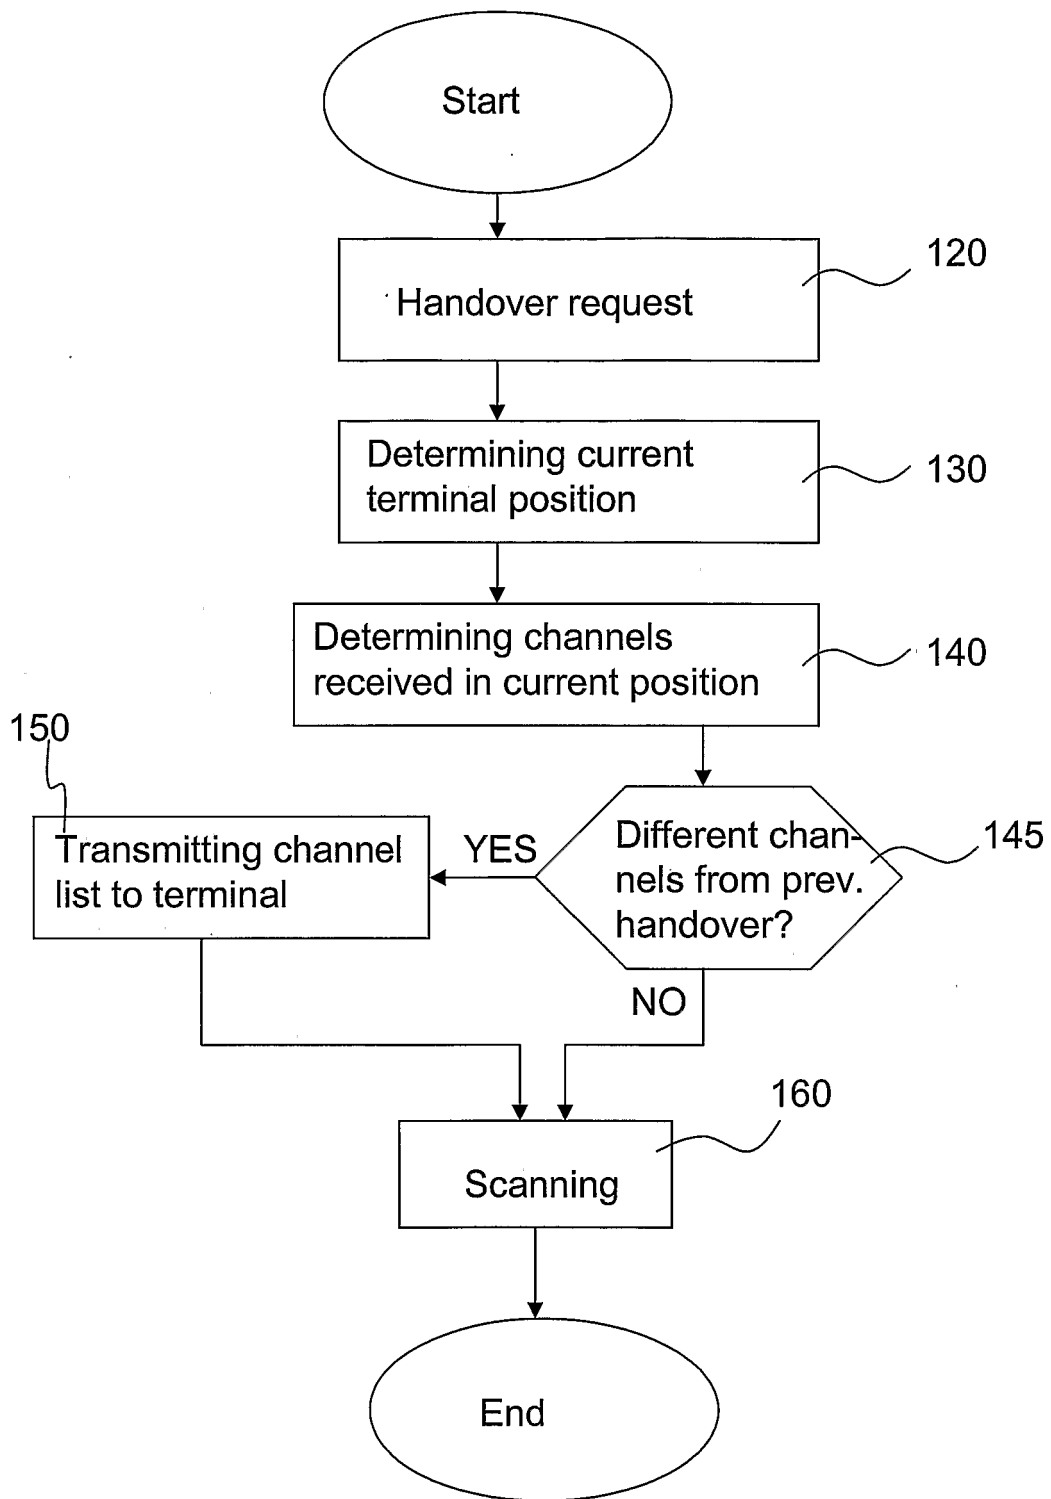 Start
120
Handover request
Determining current
terminal position
130
Determining channels
received in current position
140
150
Transmitting channel
list to terminal
YES
Different chan-
nels from prev.
handover?
145
NO
160
Scanning
End